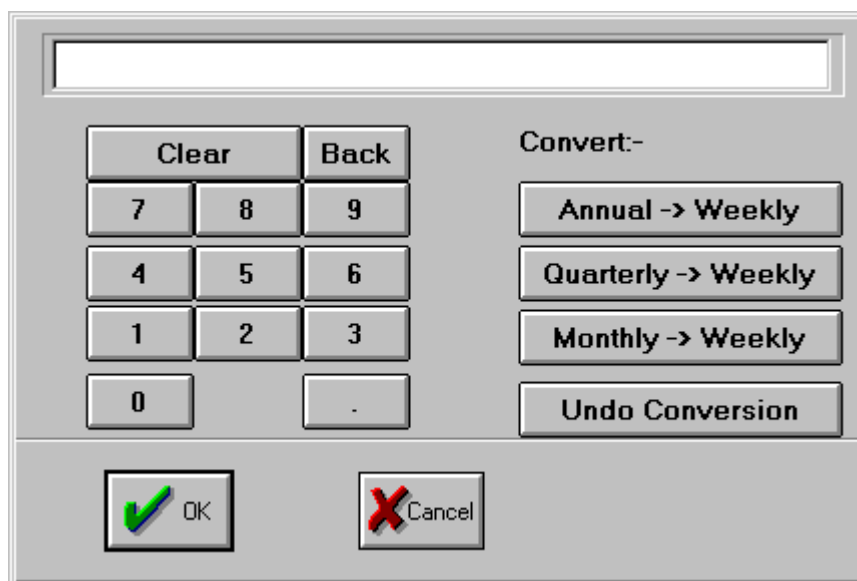 Clear Back
7 8 9
4 5 6
1 2 3
0 .
Convert:-
Annual -> Weekly
Quarterly -> Weekly
Monthly -> Weekly
Undo Conversion
OK Cancel